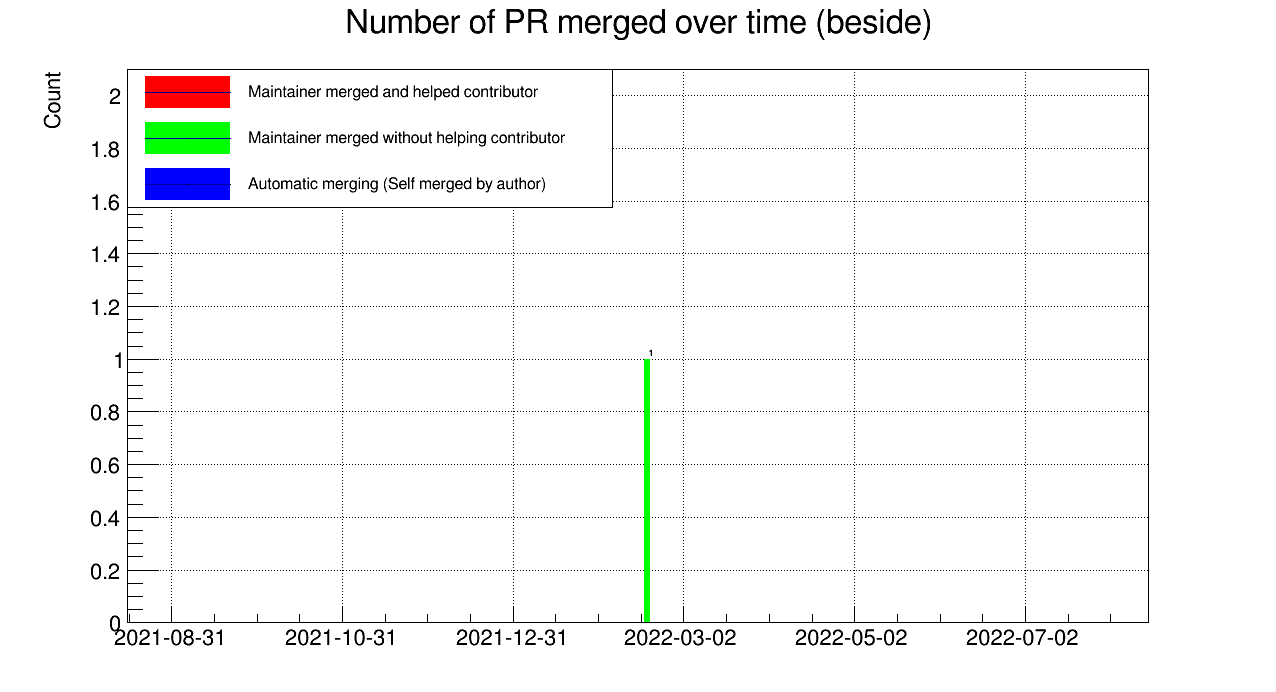 Number of PR merged over time (beside)
Count
Maintainer merged and helped contributor
Maintainer merged without helping contributor
Automatic merging (Self merged by author)
2
1.8
1.6
1.4
1.2
1
0.8
0.6
0.4
0.2
0
1
2021-08-31 2021-10-31 2021-12-31 2022-03-02 2022-05-02 2022-07-02